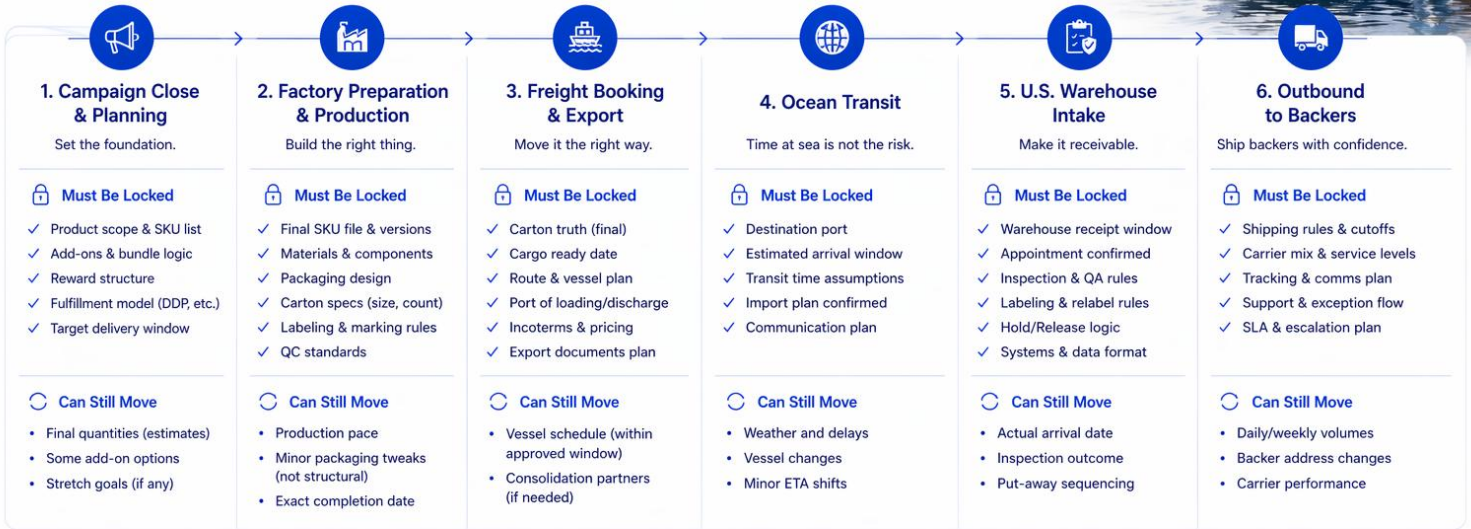 1. Campaign Close
& Planning
Set the foundation.
Must Be Locked
Product scope & SKU list
Add-ons & bundle logic
Reward structure
Fulfillment model (DDP, etc.)
Target delivery window
Can Still Move
Final quantities (estimates)
Some add-on options
Stretch goals (if any)
2. Factory Preparation
& Production
Build the right thing.
Must Be Locked
Final SKU file & versions
Materials & components
Packaging design
Carton specs (size, count)
Labeling & marking rules
QC standards
Can Still Move
Production pace
Minor packaging tweaks
(not structural)
Exact completion date
3. Freight Booking
& Export
Move it the right way.
Must Be Locked
Carton truth (final)
Cargo ready date
Route & vessel plan
Port of loading/discharge
Incoterms & pricing
Export documents plan
Can Still Move
Vessel schedule (within
approved window)
Consolidation partners
(if needed)
4. Ocean Transit
Time at sea is not the risk.
Must Be Locked
Destination port
Estimated arrival window
Transit time assumptions
Import plan confirmed
Communication plan
Can Still Move
Weather and delays
Vessel changes
Minor ETA shifts
5. U.S. Warehouse
Intake
Make it receivable.
Must Be Locked
Warehouse receipt window
Appointment confirmed
Inspection & QA rules
Labeling & relabel rules
Hold/Release logic
Systems & data format
Can Still Move
Actual arrival date
Inspection outcome
Put-away sequencing
6. Outbound
to Backers
Ship backers with confidence.
Must Be Locked
Shipping rules & cutoffs
Carrier mix & service levels
Tracking & comms plan
Support & exception flow
SLA & escalation plan
Can Still Move
Daily/weekly volumes
Backer address changes
Carrier performance